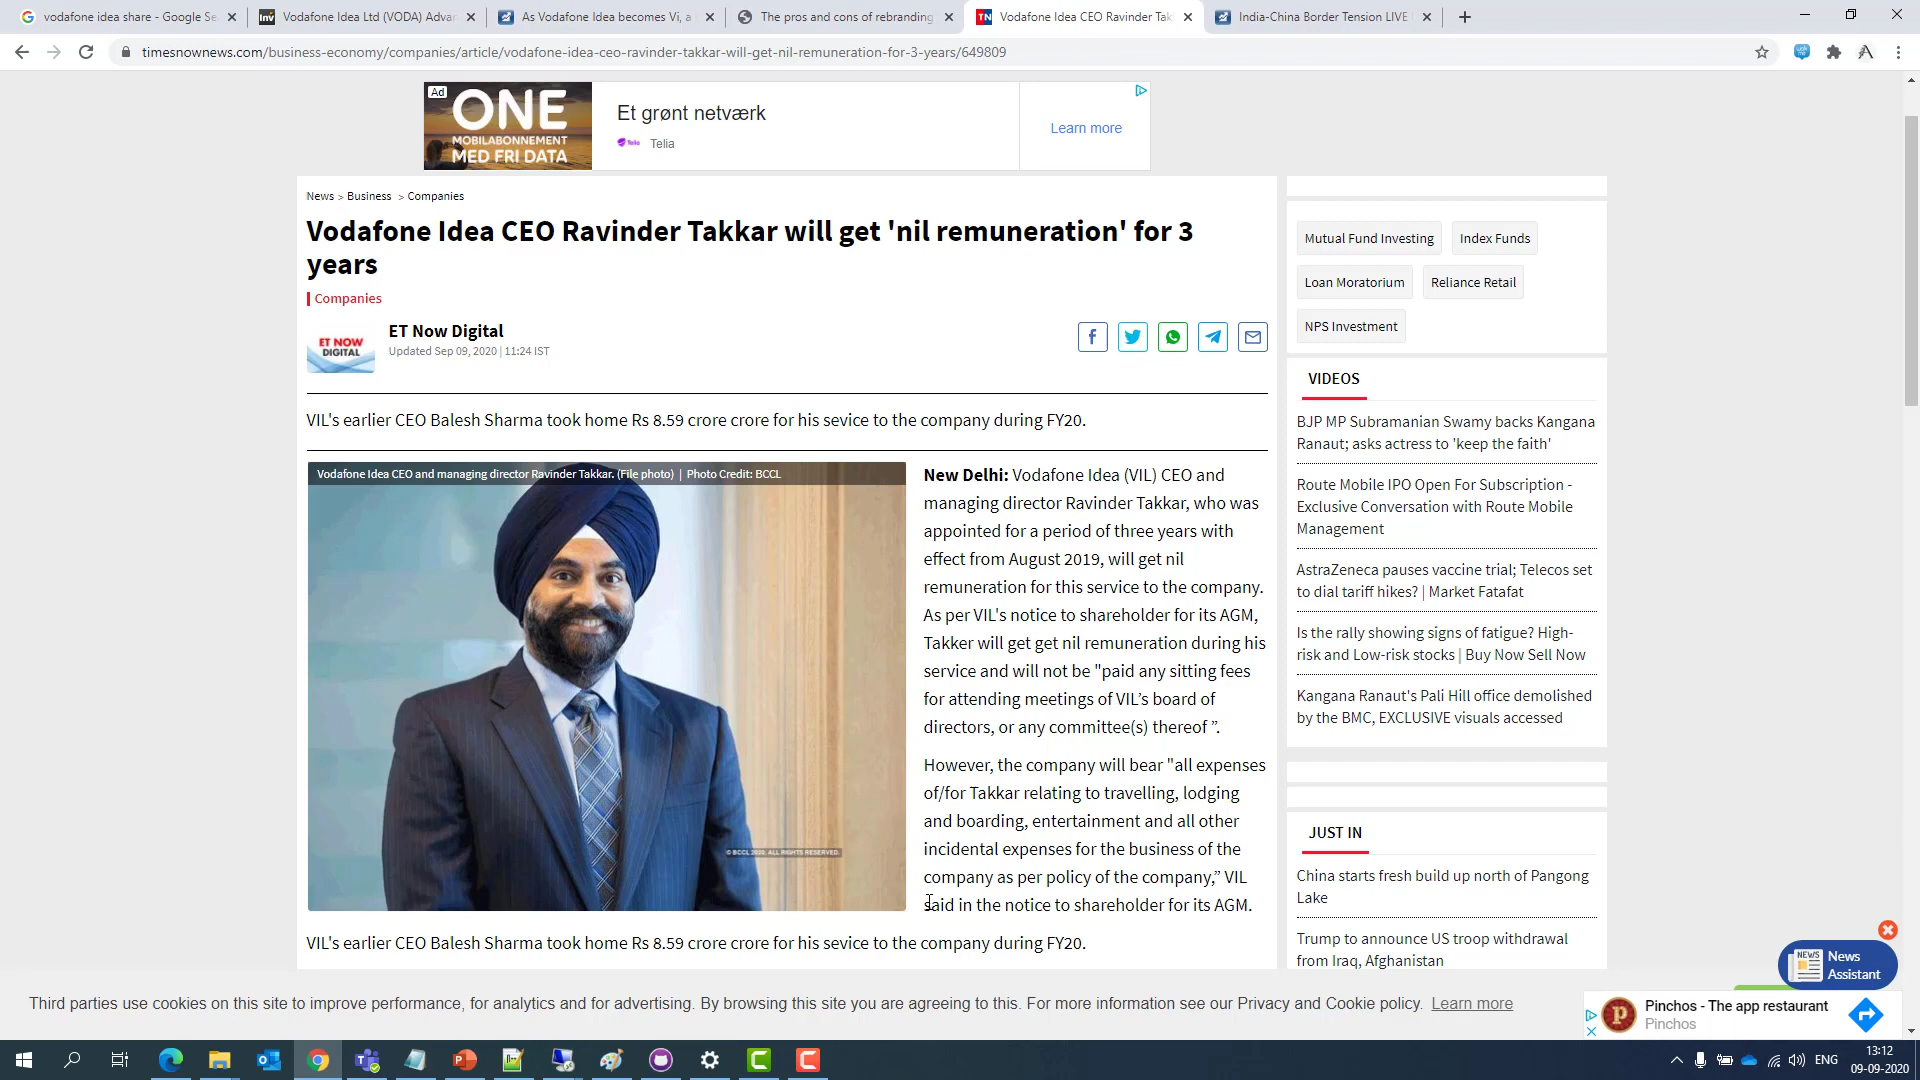 vodafone idea share - Google Se
Vodafone Idea Ltd (VODA) Advan
As Vodafone Idea becomes Vi, a
The pros and cons of rebranding
Vodafone Idea CEO Ravinder Tak
India-China Border Tension LIVE
timesnownews.com/business-economy/companies/article/vodafone-idea-ceo-ravinder-takkar-will-get-nil-remuneration-for-3-years/649809
Ad
ONE
MOBILABONNEMENT
MED FRI DATA
Et grønt netværk
Telia
Learn more
News > Business > Companies
Vodafone Idea CEO Ravinder Takkar will get 'nil remuneration' for 3
years
Companies
ET NOW
DIGITAL
ET Now Digital
Updated Sep 09, 2020 | 11:24 IST
VIL's earlier CEO Balesh Sharma took home Rs 8.59 crore crore for his sevice to the company during FY20.
Vodafone Idea CEO and managing director Ravinder Takkar. (File photo) | Photo Credit: BCCL
© BCCL 2020. ALL RIGHTS RESERVED.
New Delhi: Vodafone Idea (VIL) CEO and
managing director Ravinder Takkar, who was
appointed for a period of three years with
effect from August 2019, will get nil
remuneration for this service to the company.
As per VIL's notice to shareholder for its AGM,
Takker will get get nil remuneration during his
service and will not be "paid any sitting fees
for attending meetings of VIL’s board of
directors, or any committee(s) thereof ”.
However, the company will bear "all expenses
of/for Takkar relating to travelling, lodging
and boarding, entertainment and all other
incidental expenses for the business of the
company as per policy of the company,” VIL
said in the notice to shareholder for its AGM.
VIL's earlier CEO Balesh Sharma took home Rs 8.59 crore crore for his sevice to the company during FY20.
Mutual Fund Investing
Index Funds
Loan Moratorium
Reliance Retail
NPS Investment
VIDEOS
BJP MP Subramanian Swamy backs Kangana
Ranaut; asks actress to 'keep the faith'
Route Mobile IPO Open For Subscription -
Exclusive Conversation with Route Mobile
Management
AstraZeneca pauses vaccine trial; Telecos set
to dial tariff hikes? | Market Fatafat
Is the rally showing signs of fatigue? High-
risk and Low-risk stocks | Buy Now Sell Now
Kangana Ranaut's Pali Hill office demolished
by the BMC, EXCLUSIVE visuals accessed
JUST IN
China starts fresh build up north of Pangong
Lake
Trump to announce US troop withdrawal
from Iraq, Afghanistan
NEWS
News
Assistant
Third parties use cookies on this site to improve performance, for analytics and for advertising. By browsing this site you are agreeing to this. For more information see our Privacy and Cookie policy. Learn more
Pinchos - The app restaurant
Pinchos
ENG
13:12
09-09-2020